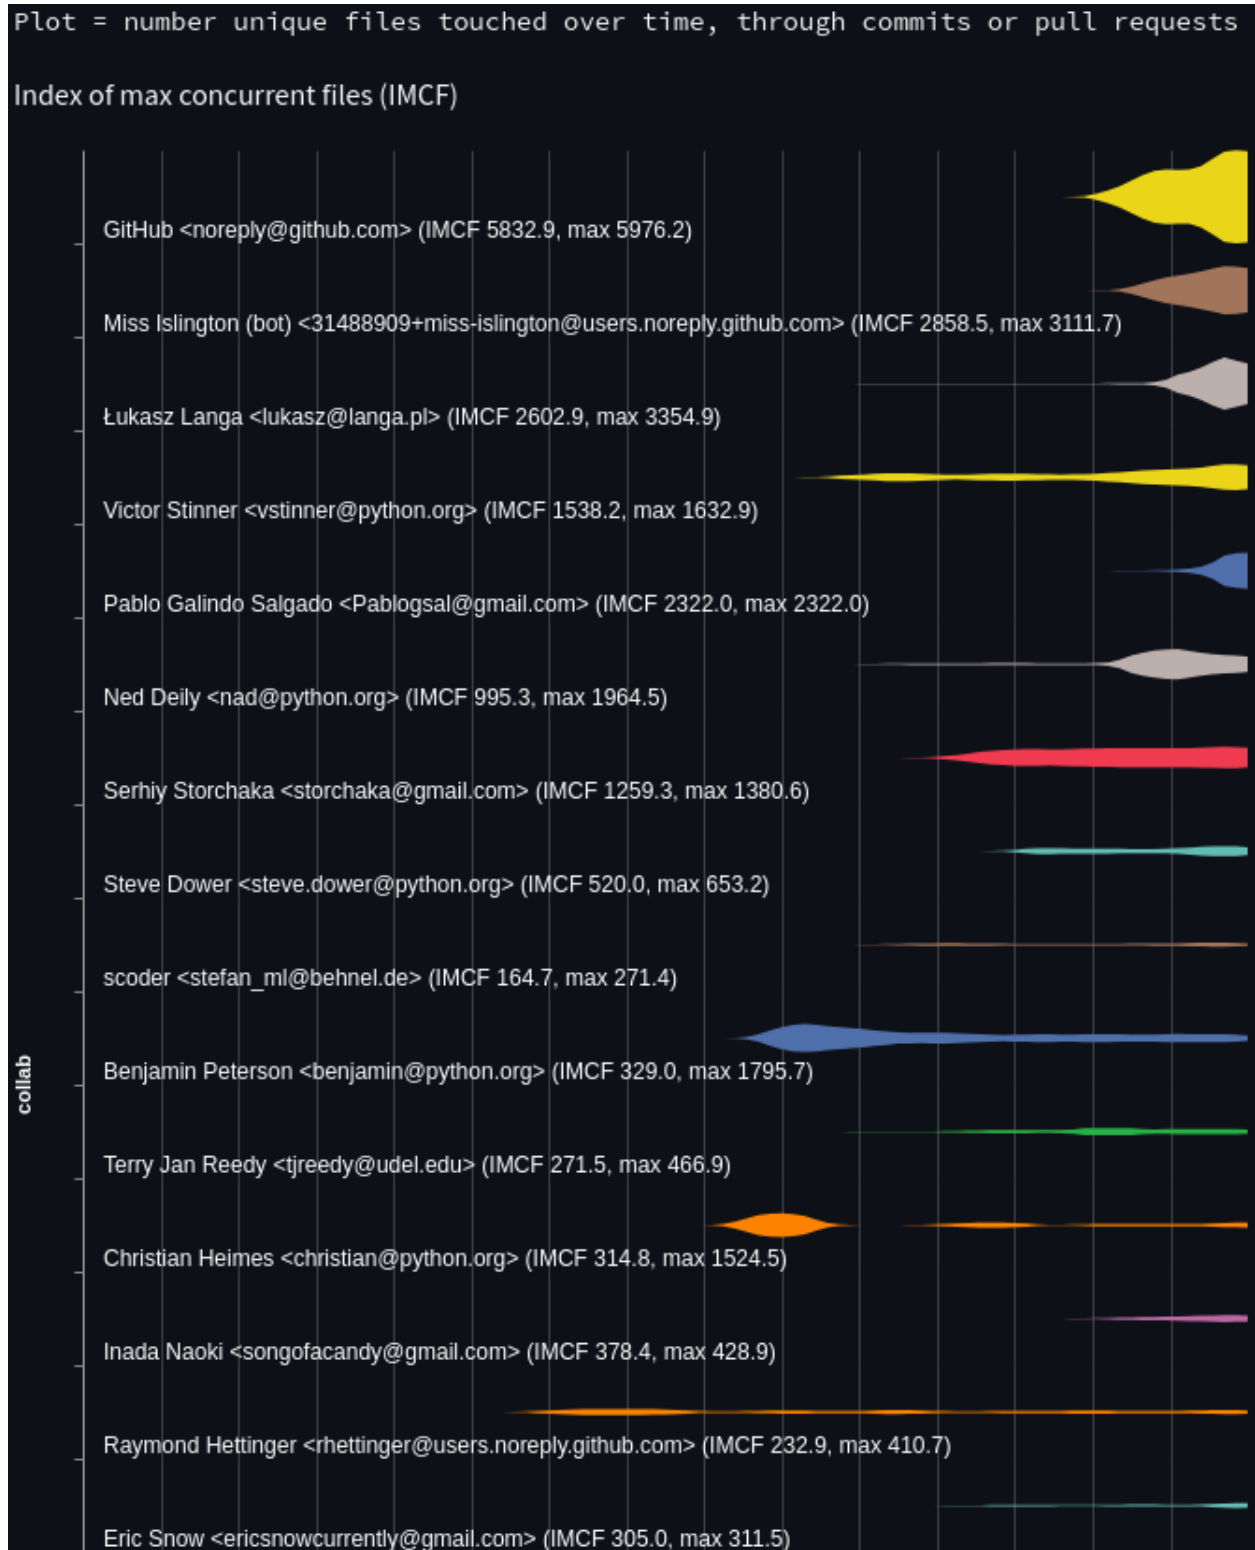 Plot = number unique files touched over time, through commits or pull requests
Index of max concurrent files (IMCF)
GitHub <noreply@github.com> (IMCF 5832.9, max 5976.2)
Miss Islington (bot) <31488909+miss-islington@users.noreply.github.com> (IMCF 2858.5, max 3111.7)
Łukasz Langa <lukasz@langa.pl> (IMCF 2602.9, max 3354.9)
Victor Stinner <vstinner@python.org> (IMCF 1538.2, max 1632.9)
Pablo Galindo Salgado <Pablogsal@gmail.com> (IMCF 2322.0, max 2322.0)
Ned Deily <nad@python.org> (IMCF 995.3, max 1964.5)
Serhiy Storchaka <storchaka@gmail.com> (IMCF 1259.3, max 1380.6)
Steve Dower <steve.dower@python.org> (IMCF 520.0, max 653.2)
scoder <stefan_ml@behnel.de> (IMCF 164.7, max 271.4)
collab
Benjamin Peterson <benjamin@python.org> (IMCF 329.0, max 1795.7)
Terry Jan Reedy <tjreedy@udel.edu> (IMCF 271.5, max 466.9)
Christian Heimes <christian@python.org> (IMCF 314.8, max 1524.5)
Inada Naoki <songofacandy@gmail.com> (IMCF 378.4, max 428.9)
Raymond Hettinger <rhettinger@users.noreply.github.com> (IMCF 232.9, max 410.7)
Eric Snow <ericsnowcurrently@gmail.com> (IMCF 305.0, max 311.5)